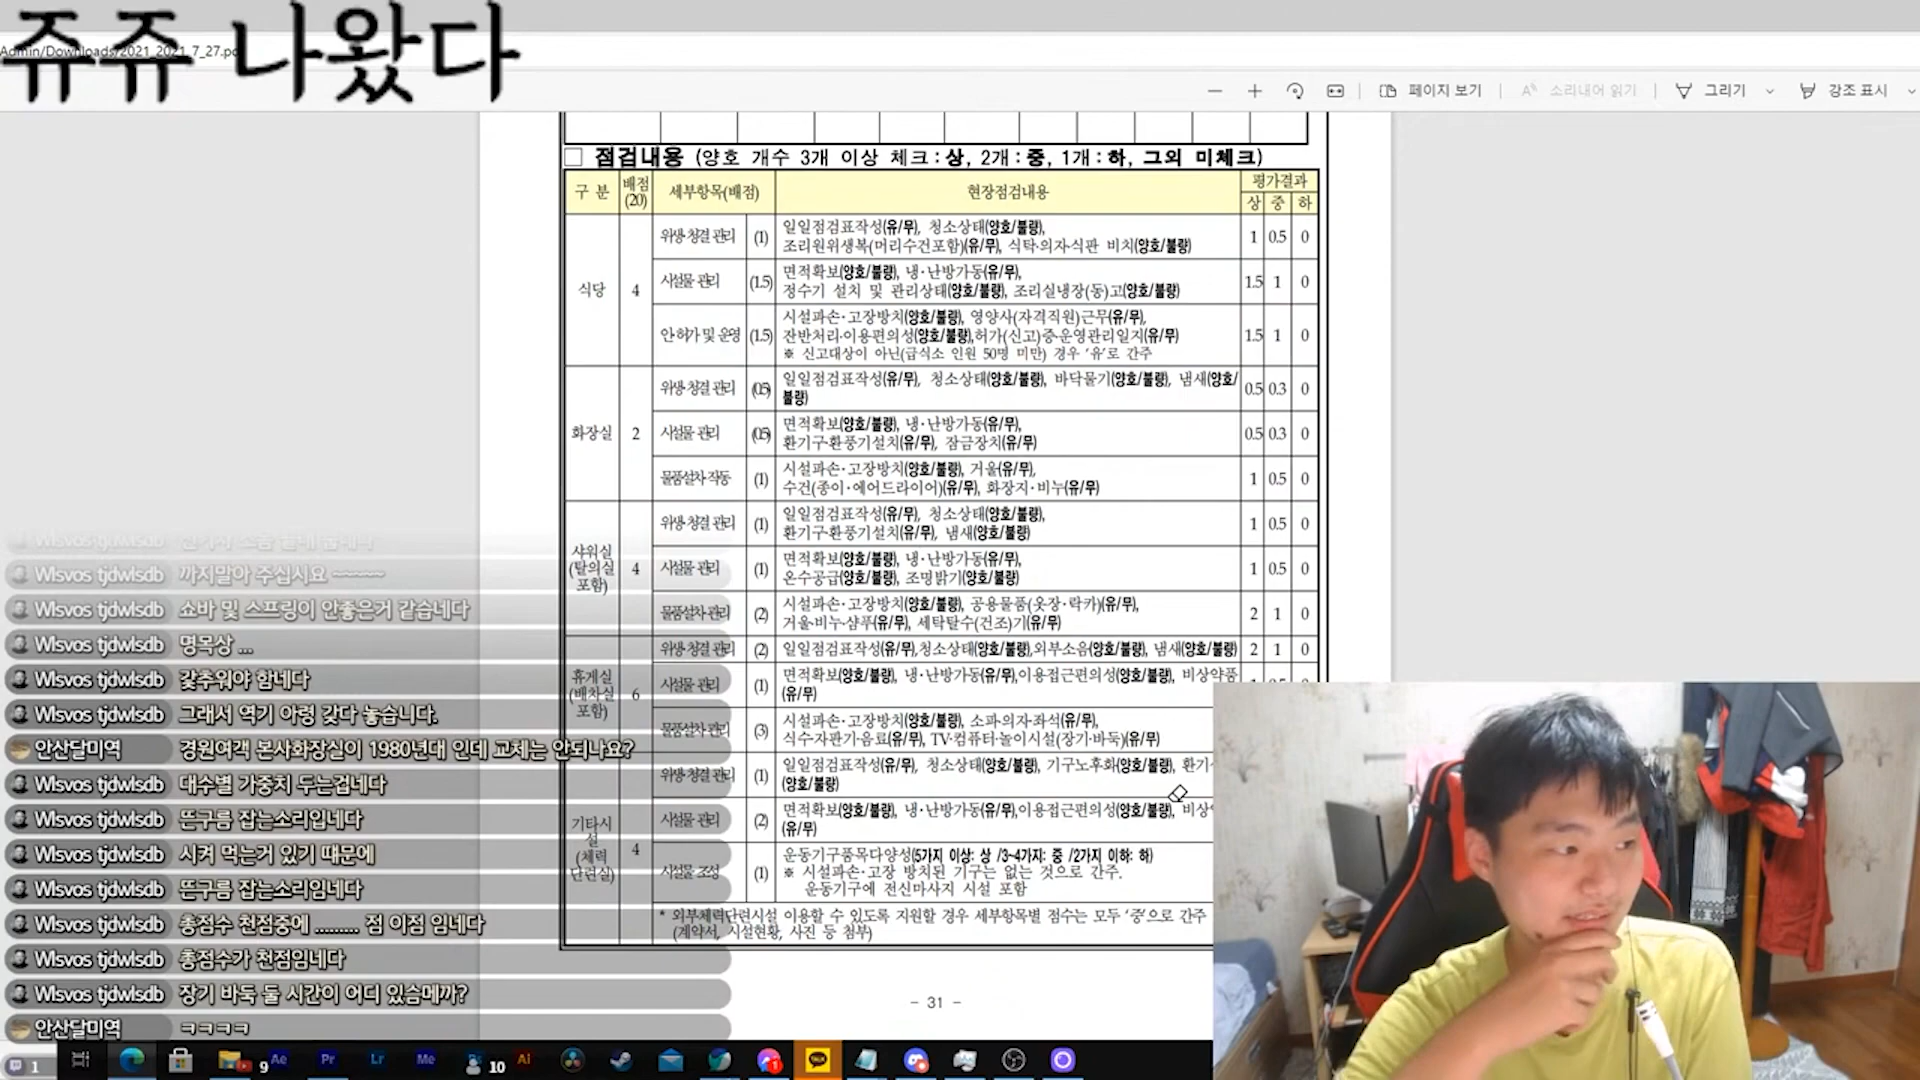 쥬쥬 나왔다
Admin/Downloads/2021_2021_7_27.pd
페이지 보기
소리내어 읽기
그리기
강조 표시
□ 점검내용 (양호 개수 3개 이상 체크 : 상, 2개 : 중, 1개 : 하, 그외 미체크)
구 분 배점(20) 세부항목(배점) 현장점검내용 평가결과
상 중 하
식당 4
위생·청결 관리 (1) 일일점검표작성(유/무), 청소상태(양호/불량),
조리원위생복(머리수건포함)(유/무), 식탁·의자·식판 비치(양호/불량)
1 0.5 0
시설물 관리 (1.5) 면적확보(양호/불량), 냉·난방가동(유/무),
정수기 설치 및 관리상태(양호/불량), 조리실냉장(동)고(양호/불량)
1.5 1 0
인·허가 및 운영 (1.5) 시설파손·고장방치(양호/불량), 영양사(자격직원)근무(유/무),
잔반처리·이용편의성(양호/불량),허가(신고)증·운영관리일지(유/무)
※ 신고대상이 아닌(급식소 인원 50명 미만) 경우 '유'로 간주
1.5 1 0
화장실 2
위생·청결 관리 (0.5) 일일점검표작성(유/무), 청소상태(양호/불량), 바닥물기(양호/불량), 냄새(양호/
불량)
0.5 0.3 0
시설물 관리 (0.5) 면적확보(양호/불량), 냉·난방가동(유/무),
환기구·환풍기설치(유/무), 잠금장치(유/무)
0.5 0.3 0
물품설치·작동 (1) 시설파손·고장방치(양호/불량), 거울(유/무),
수건(종이·에어드라이어)(유/무), 화장지·비누(유/무)
1 0.5 0
샤워실
(탈의실
포함) 4
위생·청결 관리 (1) 일일점검표작성(유/무), 청소상태(양호/불량),
환기구·환풍기설치(유/무), 냄새(양호/불량)
1 0.5 0
시설물 관리 (1) 면적확보(양호/불량), 냉·난방가동(유/무),
온수공급(양호/불량), 조명밝기(양호/불량)
1 0.5 0
물품설치·관리 (2) 시설파손·고장방치(양호/불량), 공용물품(옷장·락카)(유/무),
거울·비누·샴푸(유/무), 세탁탈수(건조)기(유/무)
2 1 0
휴게실
(배차실
포함) 6
위생·청결 관리 (2) 일일점검표작성(유/무),청소상태(양호/불량),외부소음(양호/불량), 냄새(양호/불량)
2 1 0
시설물 관리 (1) 면적확보(양호/불량), 냉·난방가동(유/무),이용접근편의성(양호/불량), 비상약품
(유/무)
물품설치·관리 (3) 시설파손·고장방치(양호/불량), 소파·의자좌석(유/무),
식수·자판기·음료(유/무), TV·컴퓨터·놀이시설(장기·바둑)(유/무)
기타시
설
(체력
단련실) 4
위생·청결 관리 (1) 일일점검표작성(유/무), 청소상태(양호/불량), 기구노후화(양호/불량), 환기
(양호/불량)
시설물 관리 (2) 면적확보(양호/불량), 냉·난방가동(유/무),이용접근편의성(양호/불량), 비상
(유/무)
시설물 조성 (1) 운동기구품목다양성(5가지 이상: 상 /3~4가지: 중 /2가지 이하: 하)
※ 시설파손·고장 방치된 기구는 없는 것으로 간주.
운동기구에 전신마사지 시설 포함
* 외부체력단련시설 이용할 수 있도록 지원할 경우 세부항목별 점수는 모두 '중'으로 간주
(계약서, 시설현황, 사진 등 첨부)
- 31 -
Wlsvos tjdwlsdb
Wlsvos tjdwlsdb 까지말아 주십시요 ~~~~~
Wlsvos tjdwlsdb 쇼바 및 스프링이 안좋은거 같습네다
Wlsvos tjdwlsdb 명목상 ...
Wlsvos tjdwlsdb 갗추워야 함네다
Wlsvos tjdwlsdb 그래서 역기 아령 갖다 놓습니다.
안산달미역 경원여객 본사화장실이 1980년대 인데 교체는 안되나요?
Wlsvos tjdwlsdb 대수별 가중치 두는겁네다
Wlsvos tjdwlsdb 뜬구름 잡는소리입네다
Wlsvos tjdwlsdb 시켜 먹는거 있기 때문에
Wlsvos tjdwlsdb 뜬구름 잡는소리임네다
Wlsvos tjdwlsdb 총점수 천점중에 ......... 점 이점 임네다
Wlsvos tjdwlsdb 총점수가 천점임네다
Wlsvos tjdwlsdb 장기 바둑 둘 시간이 어디 있슴메까?
안산달미역 ㅋㅋㅋㅋ
1
9
Ae
Pr
Lr
Me
10
Ai
TALK
1